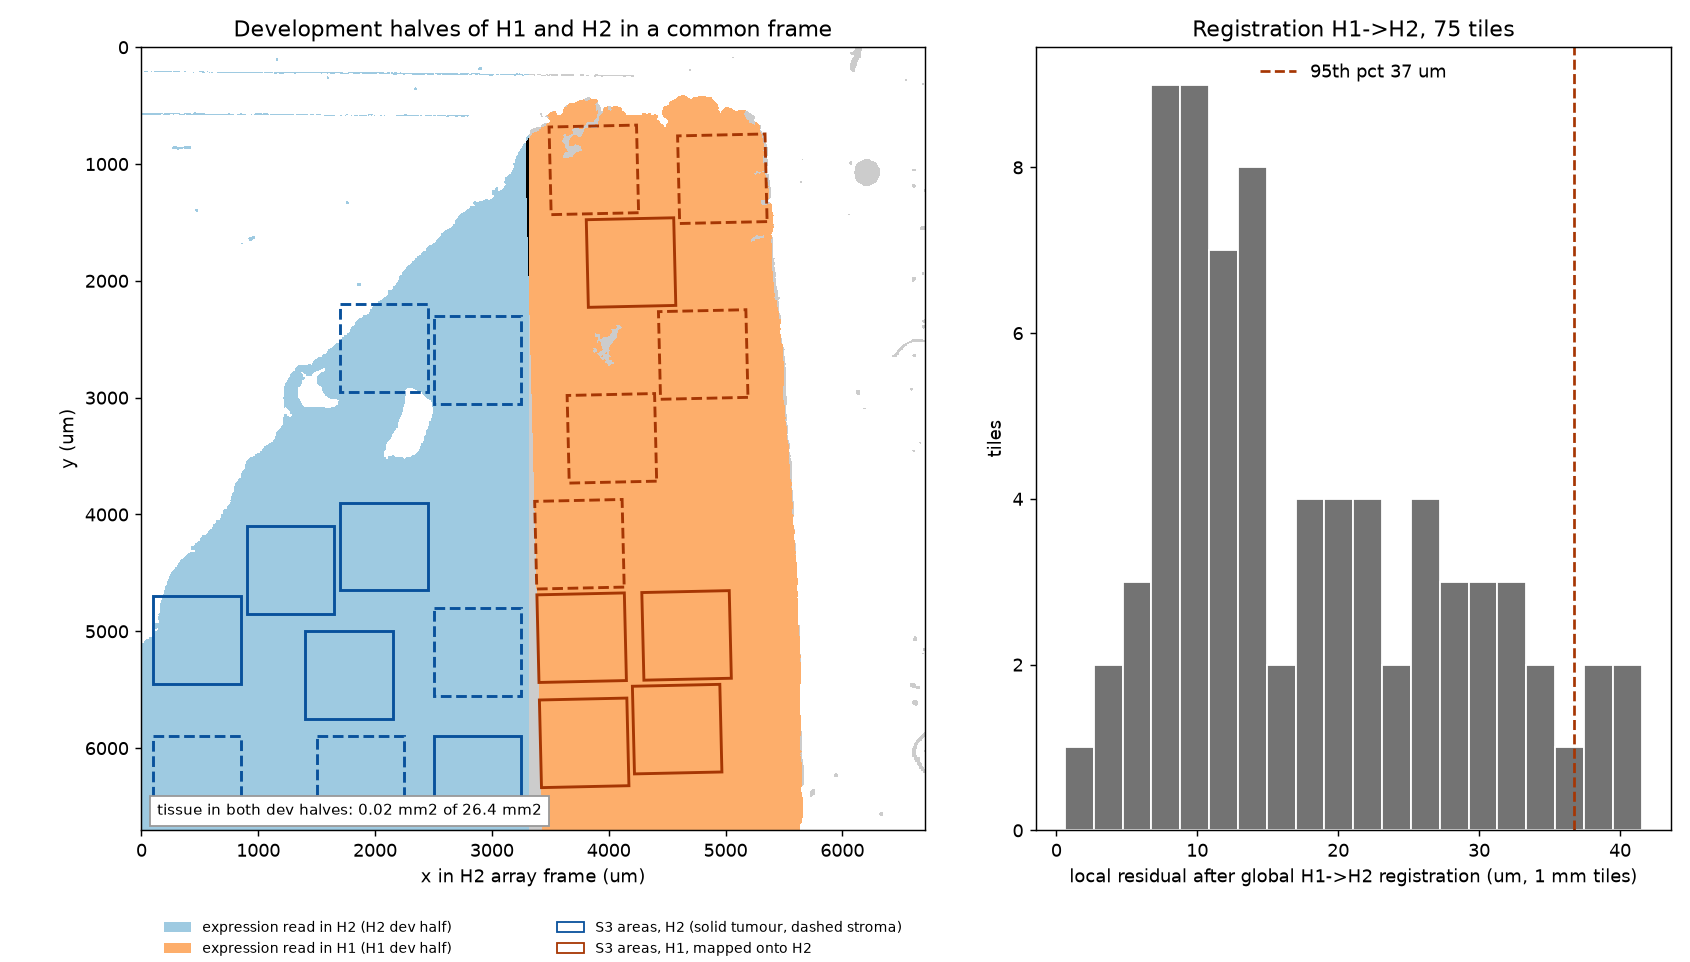 Development halves of H1 and H2 in a common frame
0
1000
2000
3000
4000
5000
6000
y (um)
tissue in both dev halves: 0.02 mm2 of 26.4 mm2
0
1000
2000
3000
4000
5000
6000
x in H2 array frame (um)
expression read in H2 (H2 dev half)
expression read in H1 (H1 dev half)
S3 areas, H2 (solid tumour, dashed stroma)
S3 areas, H1, mapped onto H2
Registration H1->H2, 75 tiles
95th pct 37 um
8
6
4
2
0
tiles
0
10
20
30
40
local residual after global H1->H2 registration (um, 1 mm tiles)